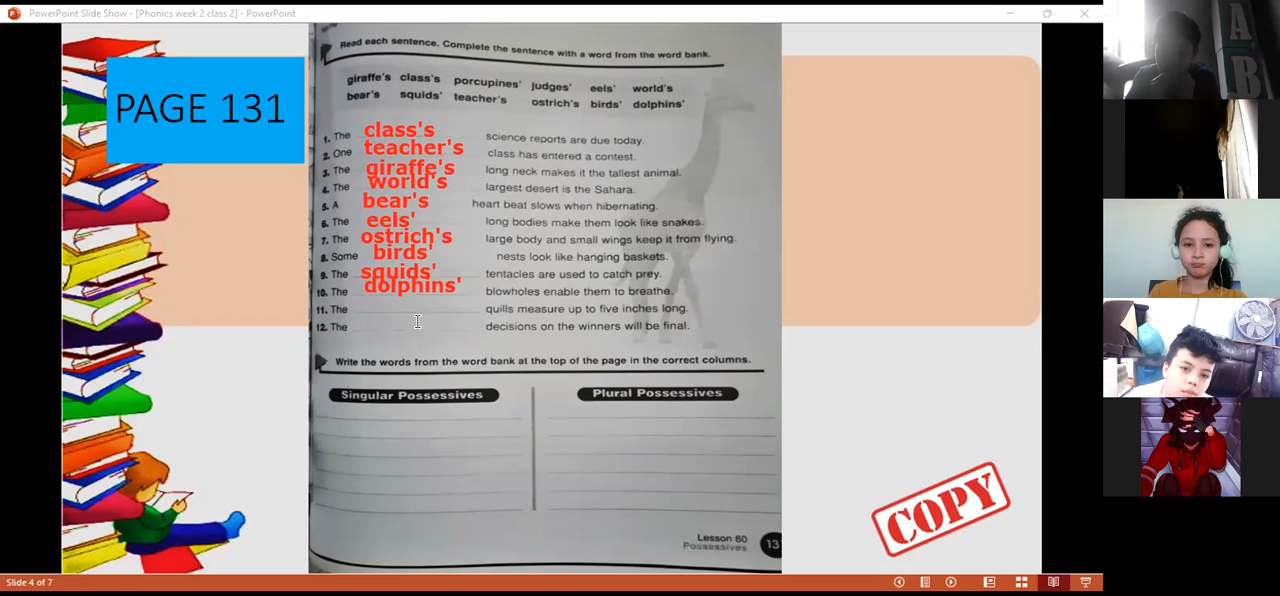 PowerPoint Slide Show - [Phonics week 2 class 2] - PowerPoint
PAGE 131
Read each sentence. Complete the sentence with a word from the word bank.
giraffe's class's porcupines' judges' eels' world's
bear's squids' teacher's ostrich's birds' dolphins'
1. The class's science reports are due today.
2. One teacher's class has entered a contest.
3. The giraffe's long neck makes it the tallest animal.
4. The world's largest desert is the Sahara.
5. A bear's heart beat slows when hibernating.
6. The eels' long bodies make them look like snakes.
7. The ostrich's large body and small wings keep it from flying.
8. Some birds' nests look like hanging baskets.
9. The squids' tentacles are used to catch prey.
10. The dolphins' blowholes enable them to breathe.
11. The quills measure up to five inches long.
12. The decisions on the winners will be final.
Write the words from the word bank at the top of the page in the correct columns.
Singular Possessives Plural Possessives
COPY
Lesson 60
Possessives 131
Slide 4 of 7
A
B